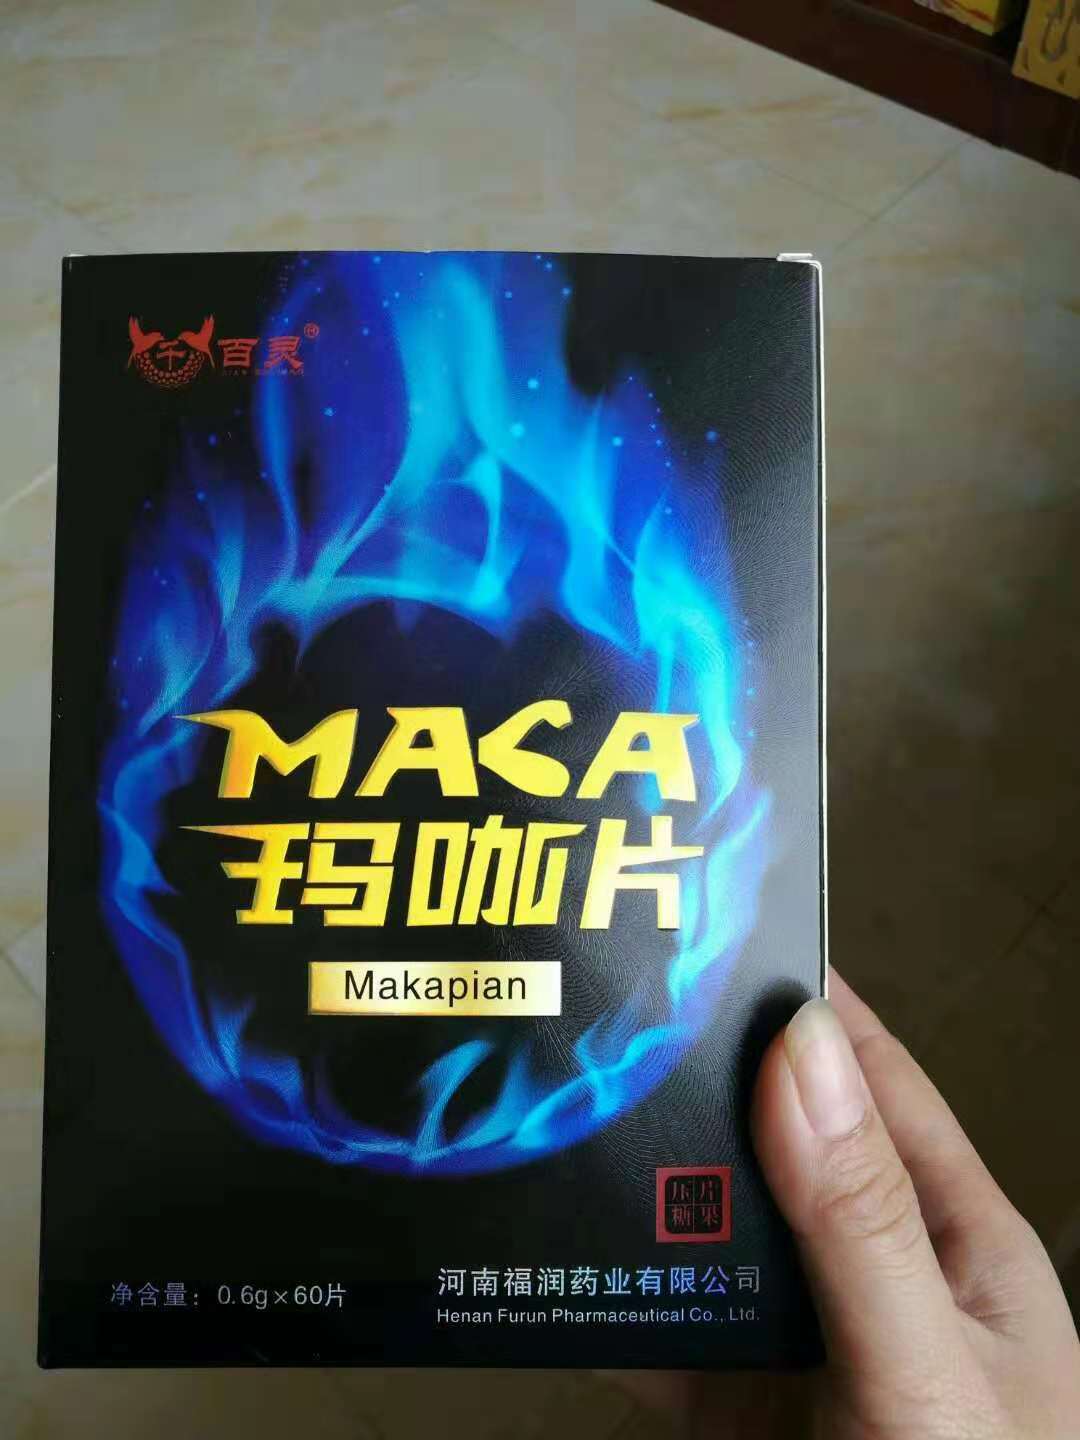 千百灵®
MACA
玛咖片
Makapian
压片
糖果
净含量：0.6g×60片
河南福润药业有限公司
Henan Furun Pharmaceutical Co., Ltd.